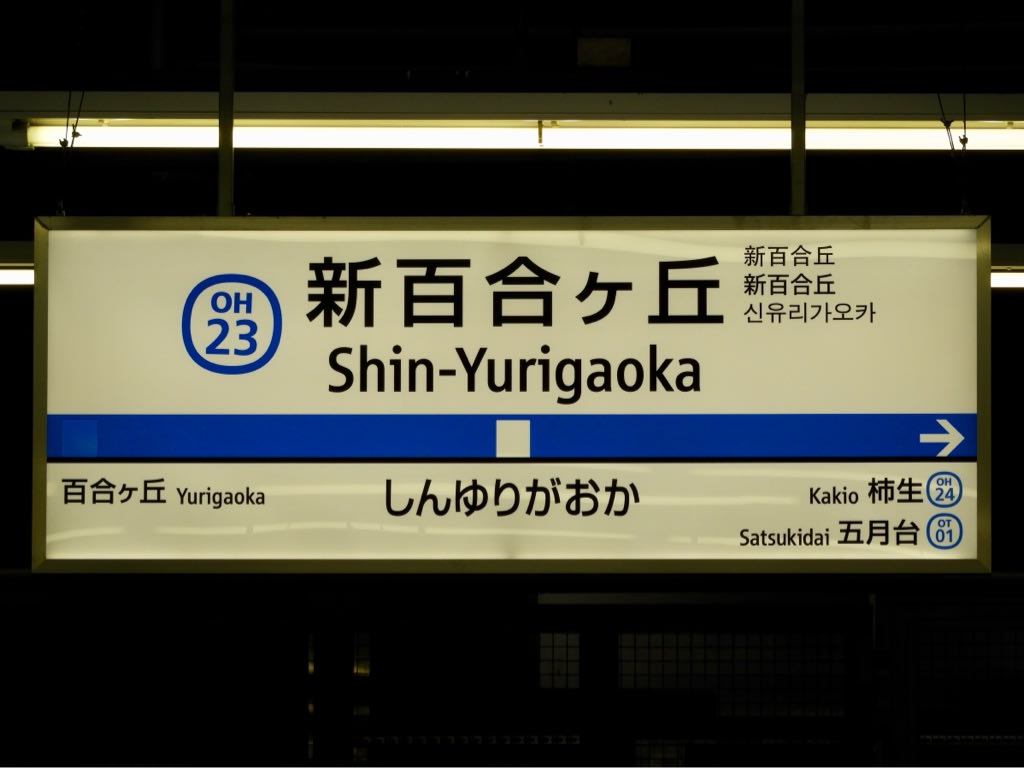 OH
23
新百合ヶ丘
Shin-Yurigaoka
新百合丘
新百合丘
신유리가오카
百合ヶ丘 Yurigaoka
しんゆりがおか
Kakio 柿生 OH 24
Satsukidai 五月台 OT 01